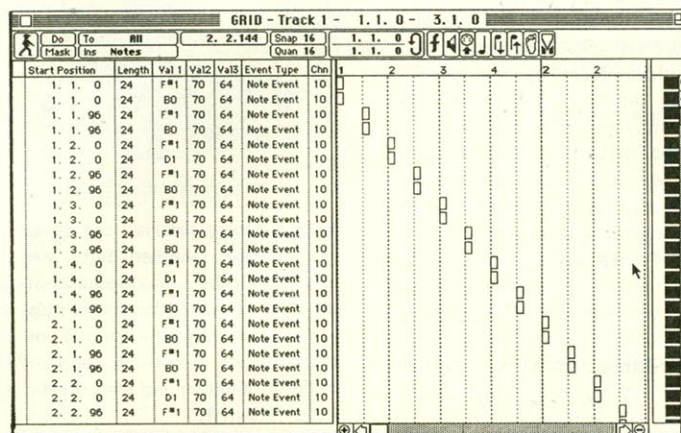 GRID - Track 1 - 1. 1. 0 - 3. 1. 0
Do To All 2. 2.144 Snap 16 1. 1. 0
Mask Ins Notes Quan 16 1. 1. 0
Start Position Length Val 1 Val2 Val3 Event Type Chn 1 2 3 4 2 2
1. 1. 0 24 F#1 70 64 Note Event 10
1. 1. 0 24 B0 70 64 Note Event 10
1. 1. 96 24 F#1 70 64 Note Event 10
1. 1. 96 24 B0 70 64 Note Event 10
1. 2. 0 24 F#1 70 64 Note Event 10
1. 2. 0 24 D1 70 64 Note Event 10
1. 2. 96 24 F#1 70 64 Note Event 10
1. 2. 96 24 B0 70 64 Note Event 10
1. 3. 0 24 F#1 70 64 Note Event 10
1. 3. 0 24 B0 70 64 Note Event 10
1. 3. 96 24 F#1 70 64 Note Event 10
1. 3. 96 24 B0 70 64 Note Event 10
1. 4. 0 24 F#1 70 64 Note Event 10
1. 4. 0 24 D1 70 64 Note Event 10
1. 4. 96 24 F#1 70 64 Note Event 10
1. 4. 96 24 B0 70 64 Note Event 10
2. 1. 0 24 F#1 70 64 Note Event 10
2. 1. 0 24 B0 70 64 Note Event 10
2. 1. 96 24 F#1 70 64 Note Event 10
2. 1. 96 24 B0 70 64 Note Event 10
2. 2. 0 24 F#1 70 64 Note Event 10
2. 2. 0 24 D1 70 64 Note Event 10
2. 2. 96 24 F#1 70 64 Note Event 10